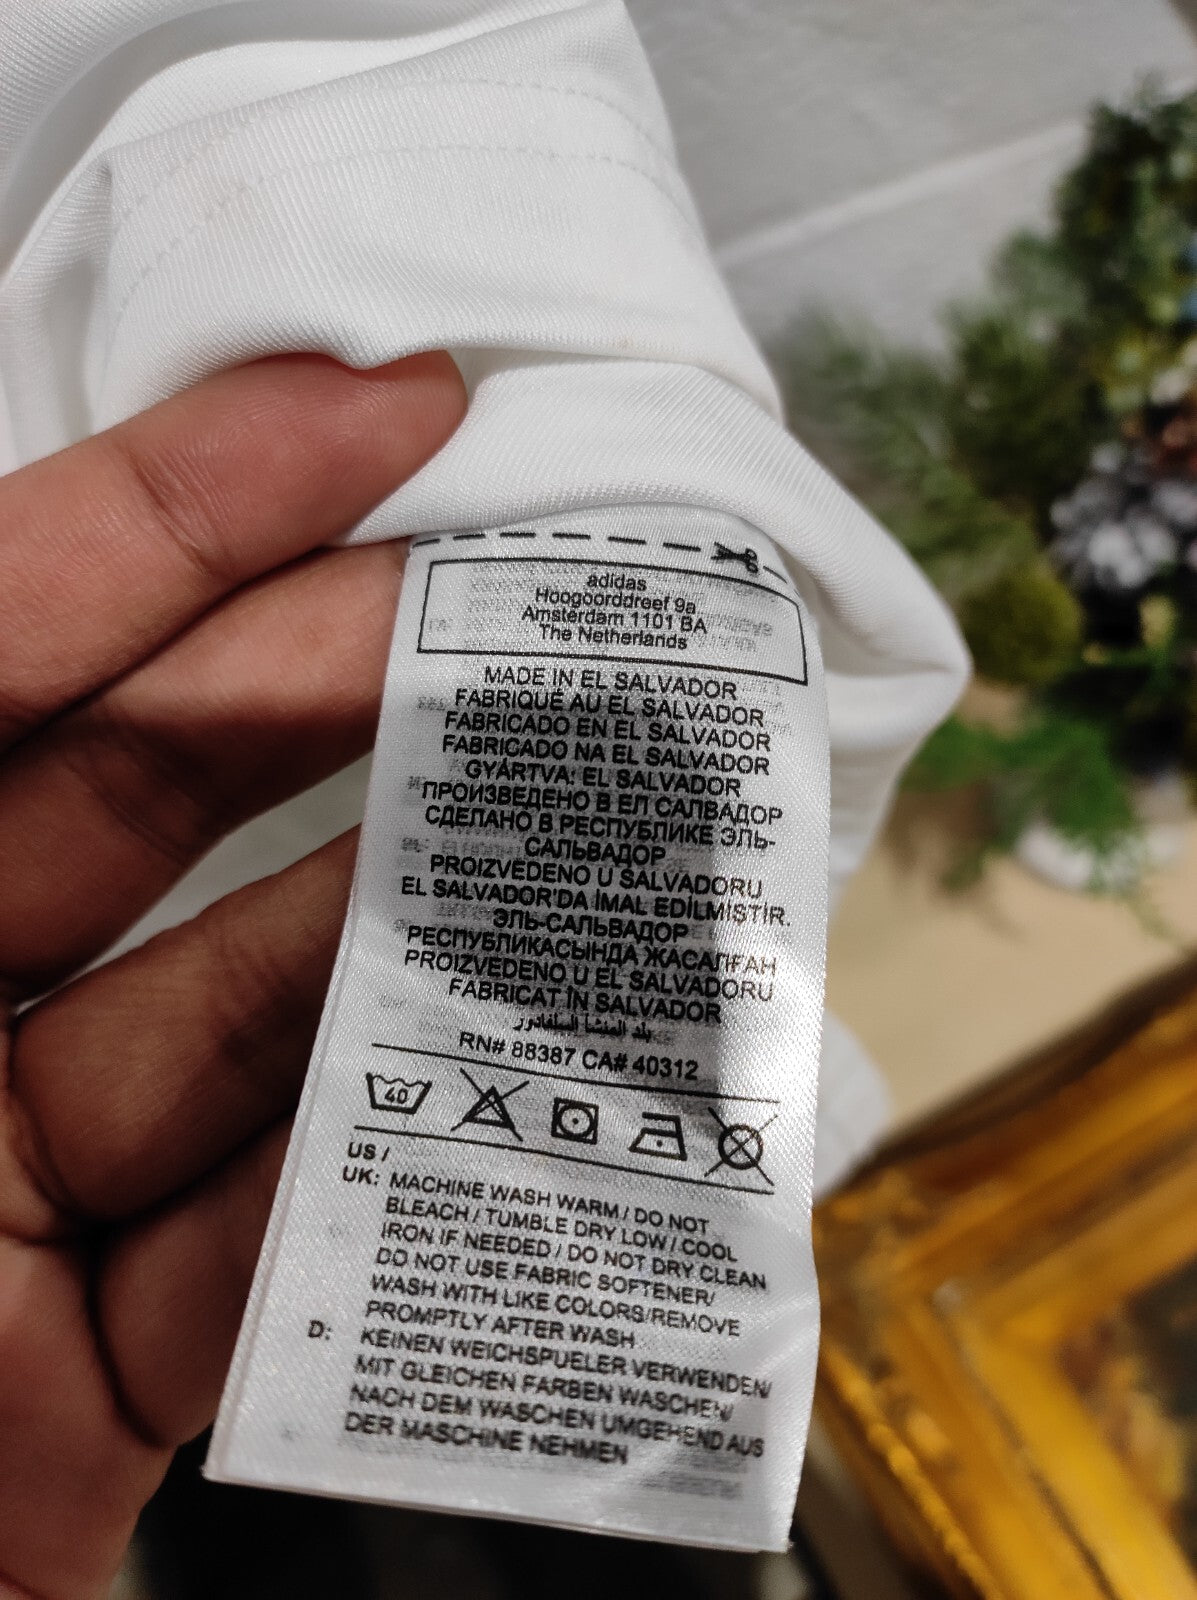 adidas
Hoogoorddreef 9a
Amsterdam 1101 BA
The Netherlands
MADE IN EL SALVADOR
FABRIQUÉ AU EL SALVADOR
FABRICADO EN EL SALVADOR
FABRICADO NA EL SALVADOR
GYÁRTVA: EL SALVADOR
ПРОИЗВЕДЕНО В ЕЛ САЛВАДОР
СДЕЛАНО В РЕСПУБЛИКЕ ЭЛЬ-
САЛЬВАДОР
PROIZVEDENO U SALVADORU
EL SALVADOR'DA İMAL EDİLMİSTİR.
ЭЛЬ-САЛЬВАДОР
РЕСПУБЛИКАСЫНДА ЖАСАЛҒАН
PROIZVEDENO U EL SALVADORU
FABRICAT ÎN SALVADOR
بلد المنشأ السلفادور
RN# 88387 CA# 40312
40
US /
UK: MACHINE WASH WARM / DO NOT
BLEACH / TUMBLE DRY LOW / COOL
IRON IF NEEDED / DO NOT DRY CLEAN
DO NOT USE FABRIC SOFTENER/
WASH WITH LIKE COLORS/REMOVE
PROMPTLY AFTER WASH
D: KEINEN WEICHSPUELER VERWENDEN/
MIT GLEICHEN FARBEN WASCHEN/
NACH DEM WASCHEN UMGEHEND AUS
DER MASCHINE NEHMEN